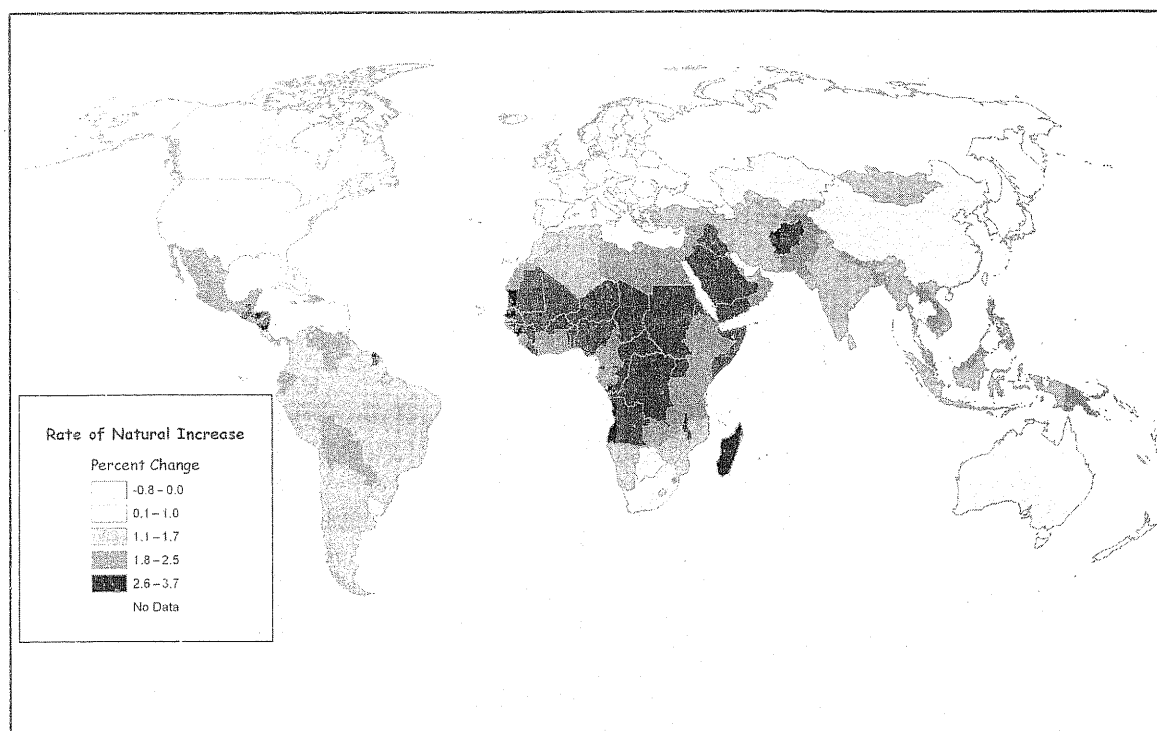 Rate of Natural Increase
Percent Change
-0.8 – 0.0
0.1 – 1.0
1.1 – 1.7
1.8 – 2.5
2.6 – 3.7
No Data